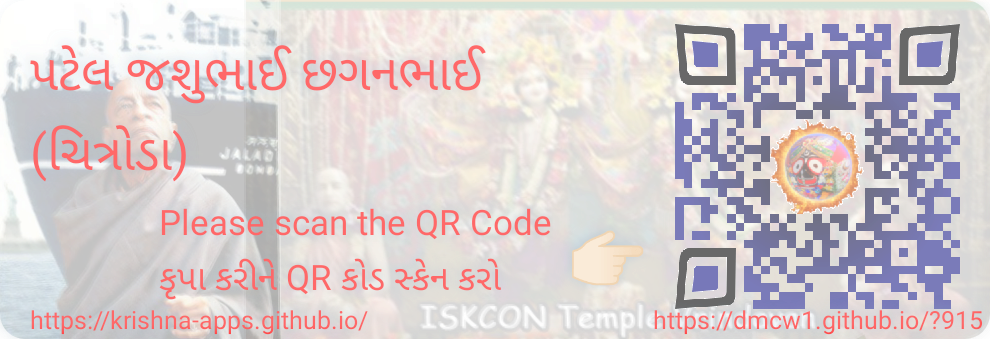 પટેલ જશુભાઈ છગનભાઈ
(ચિત્રોડા)
JALAD
Please scan the QR Code
કૃપા કરીને QR કોડ સ્કેન કરો
ISKCON Temple
https://krishna-apps.github.io/
https://dmcw1.github.io/?915